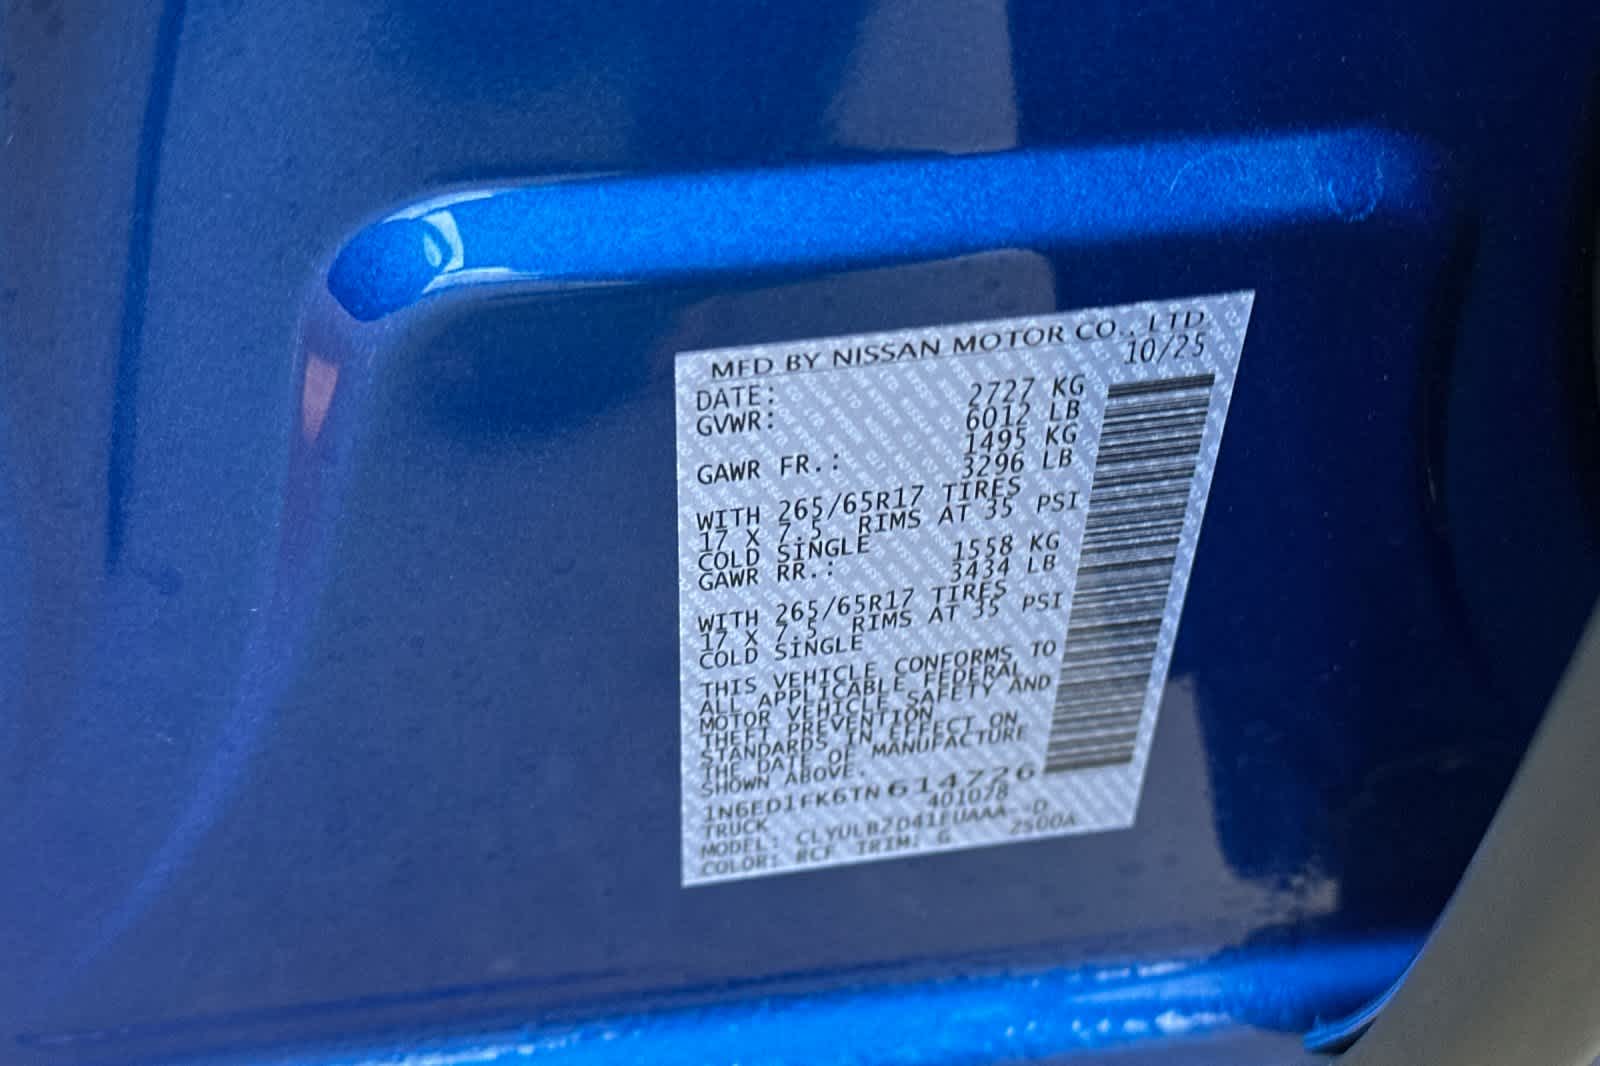 MFD BY NISSAN MOTOR CO., LTD
DATE: 10/25
GVWR: 2727 KG
6012 LB
GAWR FR.: 1495 KG
3296 LB
WITH 265/65R17 TIRES
17 X 7.5 RIMS AT 35 PSI
COLD SINGLE
GAWR RR.: 1558 KG
3434 LB
WITH 265/65R17 TIRES
17 X 7.5 RIMS AT 35 PSI
COLD SINGLE
THIS VEHICLE CONFORMS TO
ALL APPLICABLE FEDERAL
MOTOR VEHICLE SAFETY AND
THEFT PREVENTION
STANDARDS IN EFFECT ON
THE DATE OF MANUFACTURE
SHOWN ABOVE.
1N6ED1FK6TN614726
TRUCK 401078
MODEL:
COLOR: RCF TRIM: G